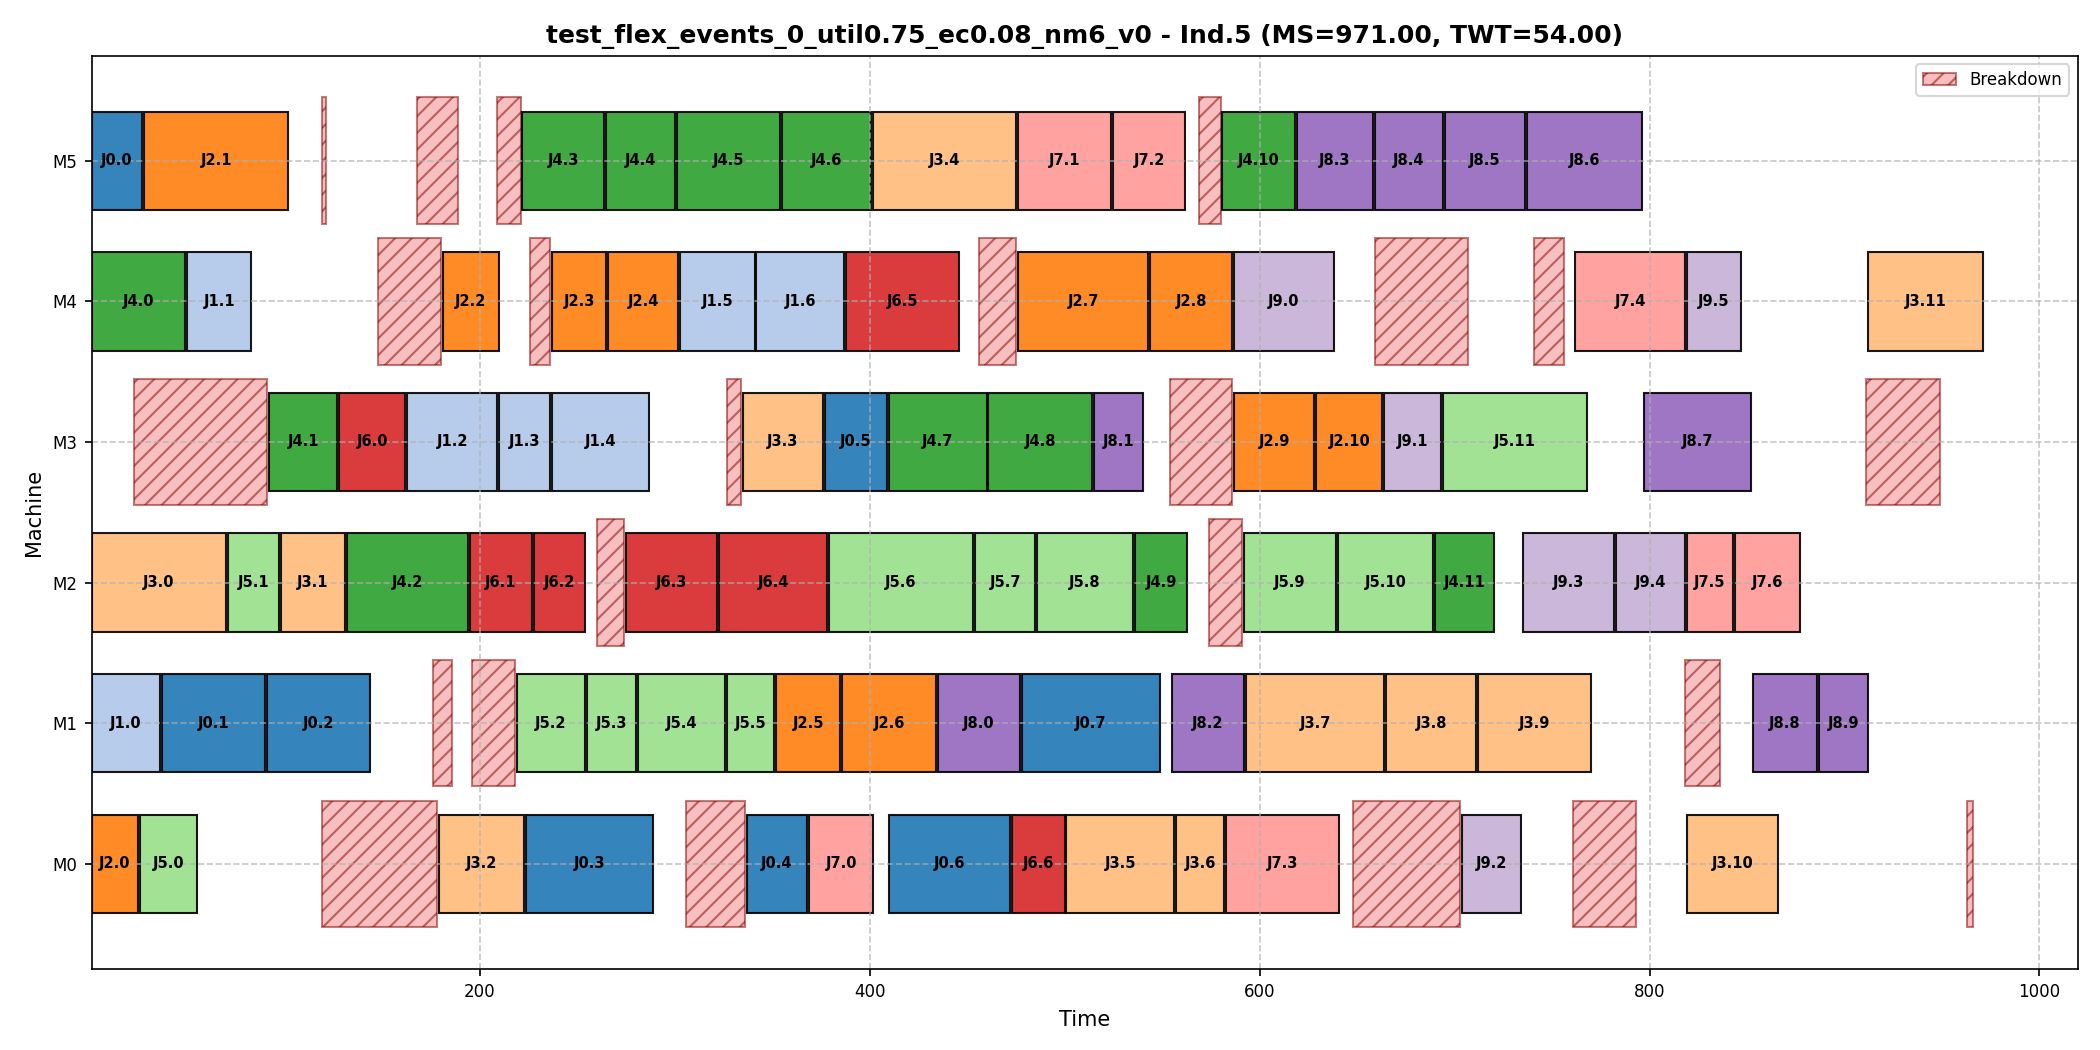 test_flex_events_0_util0.75_ec0.08_nm6_v0 - Ind.5 (MS=971.00, TWT=54.00)
Breakdown
M5 J0.0 J2.1 J4.3 J4.4 J4.5 J4.6 J3.4 J7.1 J7.2 J4.10 J8.3 J8.4 J8.5 J8.6
M4 J4.0 J1.1 J2.2 J2.3 J2.4 J1.5 J1.6 J6.5 J2.7 J2.8 J9.0 J7.4 J9.5 J3.11
M3 J4.1 J6.0 J1.2 J1.3 J1.4 J3.3 J0.5 J4.7 J4.8 J8.1 J2.9 J2.10 J9.1 J5.11 J8.7
M2 J3.0 J5.1 J3.1 J4.2 J6.1 J6.2 J6.3 J6.4 J5.6 J5.7 J5.8 J4.9 J5.9 J5.10 J4.11 J9.3 J9.4 J7.5 J7.6
M1 J1.0 J0.1 J0.2 J5.2 J5.3 J5.4 J5.5 J2.5 J2.6 J8.0 J0.7 J8.2 J3.7 J3.8 J3.9 J8.8 J8.9
M0 J2.0 J5.0 J3.2 J0.3 J0.4 J7.0 J0.6 J6.6 J3.5 J3.6 J7.3 J9.2 J3.10
Machine
200 400 600 800 1000
Time